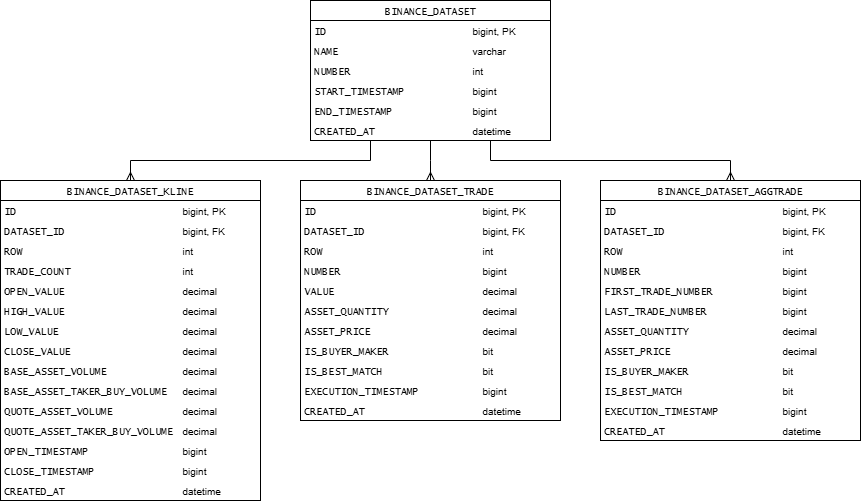 BINANCE_DATASET
ID bigint, PK
NAME varchar
NUMBER int
START_TIMESTAMP bigint
END_TIMESTAMP bigint
CREATED_AT datetime
BINANCE_DATASET_KLINE
ID bigint, PK
DATASET_ID bigint, FK
ROW int
TRADE_COUNT int
OPEN_VALUE decimal
HIGH_VALUE decimal
LOW_VALUE decimal
CLOSE_VALUE decimal
BASE_ASSET_VOLUME decimal
BASE_ASSET_TAKER_BUY_VOLUME decimal
QUOTE_ASSET_VOLUME decimal
QUOTE_ASSET_TAKER_BUY_VOLUME decimal
OPEN_TIMESTAMP bigint
CLOSE_TIMESTAMP bigint
CREATED_AT datetime
BINANCE_DATASET_TRADE
ID bigint, PK
DATASET_ID bigint, FK
ROW int
NUMBER bigint
VALUE decimal
ASSET_QUANTITY decimal
ASSET_PRICE decimal
IS_BUYER_MAKER bit
IS_BEST_MATCH bit
EXECUTION_TIMESTAMP bigint
CREATED_AT datetime
BINANCE_DATASET_AGGTRADE
ID bigint, PK
DATASET_ID bigint, FK
ROW int
NUMBER bigint
FIRST_TRADE_NUMBER bigint
LAST_TRADE_NUMBER bigint
ASSET_QUANTITY decimal
ASSET_PRICE decimal
IS_BUYER_MAKER bit
IS_BEST_MATCH bit
EXECUTION_TIMESTAMP bigint
CREATED_AT datetime